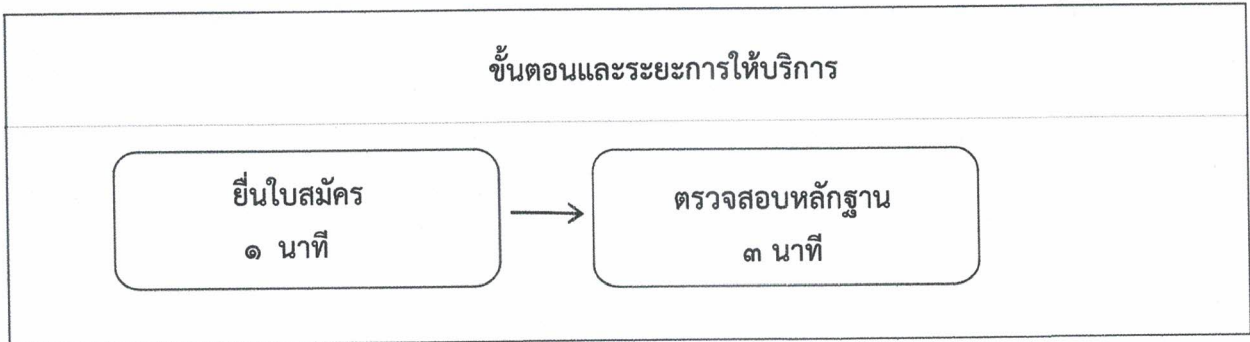 ขั้นตอนและระยะการให้บริการ
ยื่นใบสมัคร
๑ นาที
ตรวจสอบหลักฐาน
๓ นาที